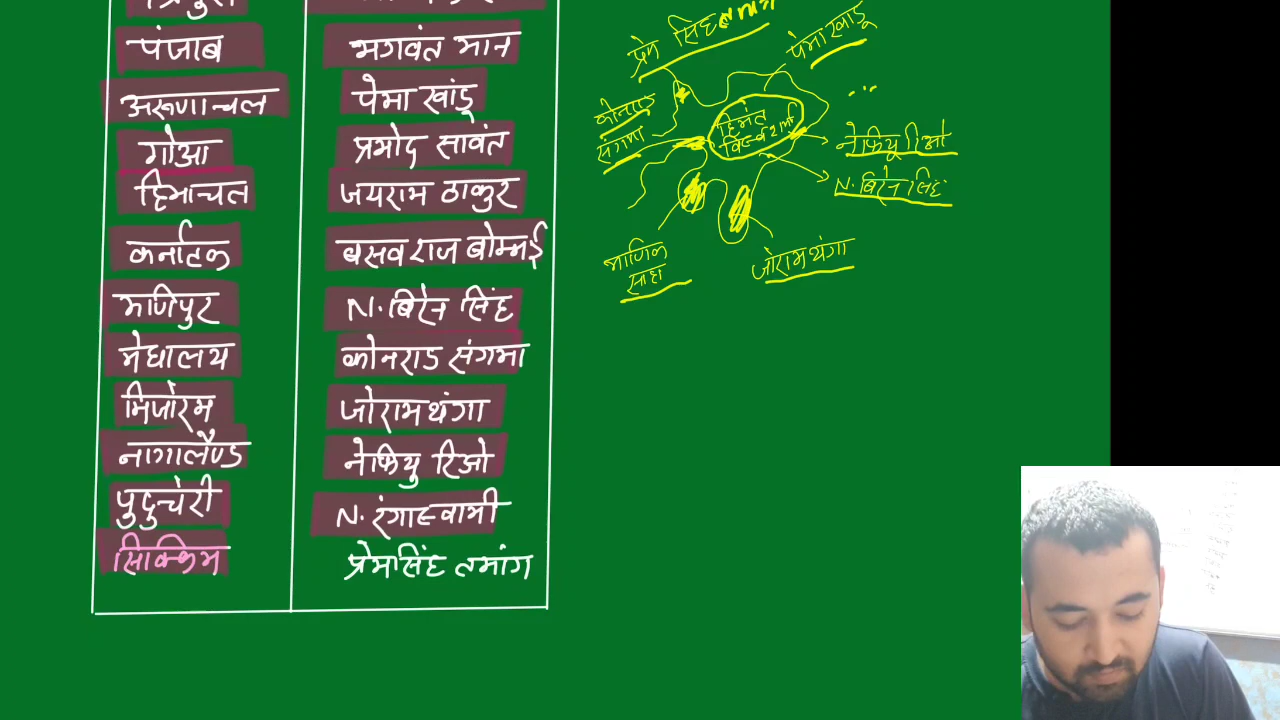 पंजाब भगवंत मान
अरूणाचल पेमा खांडू
गोआ प्रमोद सावंत
हिमाचल जयराम ठाकुर
कर्नाटक बसवराज बोम्मई
मणिपुर N. बिरेन सिंह
मेघालय कोनराड संगमा
मिजोरम जोरामथंगा
नागालैण्ड नेफियु रिओ
पुदुचेरी N. रंगास्वामी
सिक्किम प्रेमसिंह तमांग
प्रेम सिंह तमांग
पेमा खांडू
कोनराड
संगमा
हिमंत
नेफियू रिओ
N. बिरेन सिंह
माणिक
साहा
जोरामथंगा